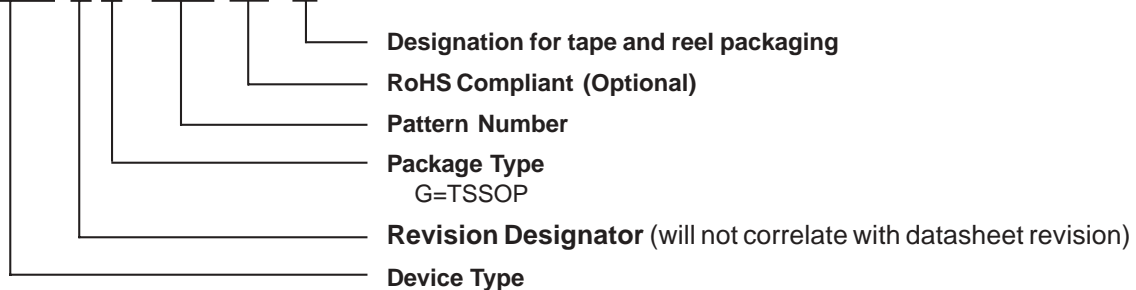 Designation for tape and reel packaging
RoHS Compliant (Optional)
Pattern Number
Package Type
G=TSSOP
Revision Designator (will not correlate with datasheet revision)
Device Type